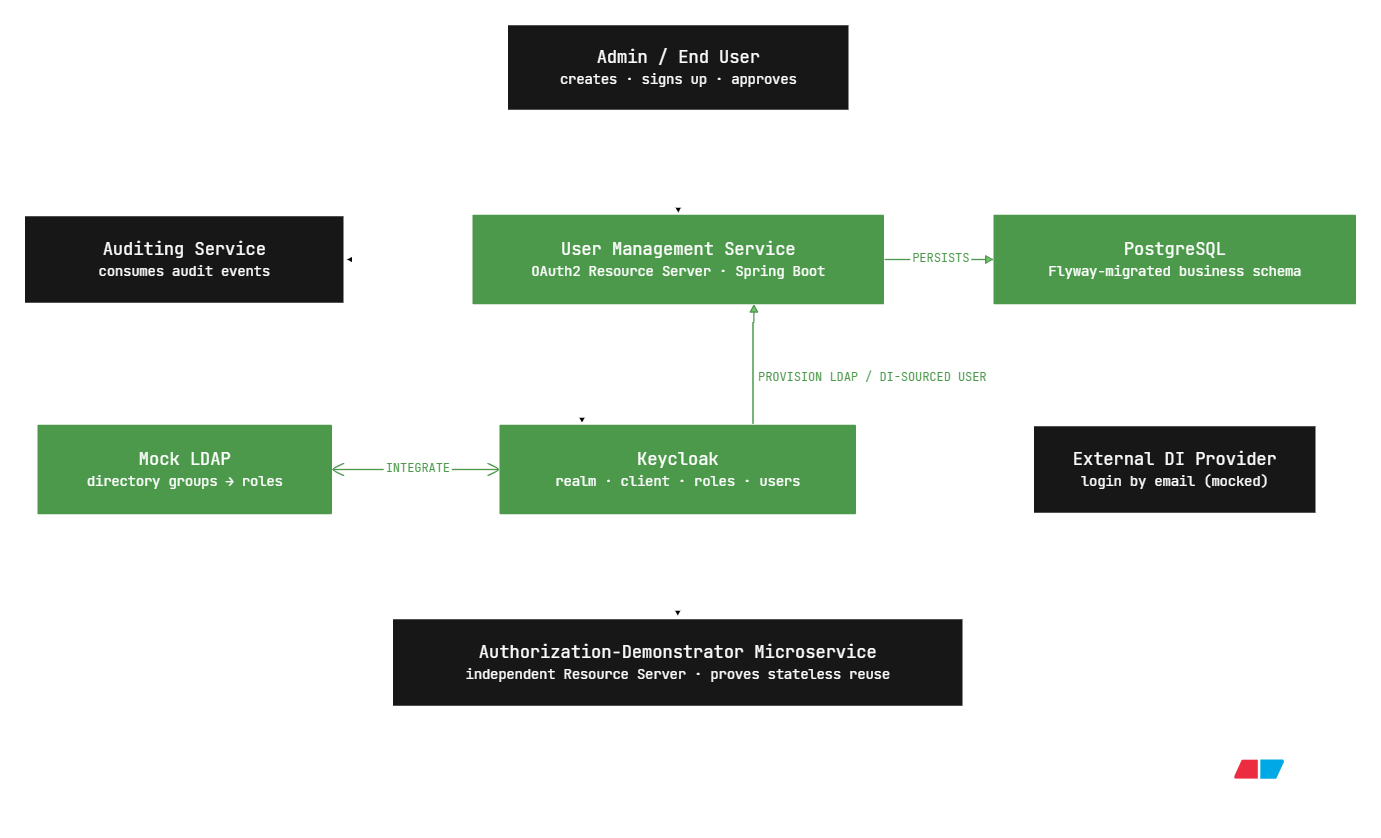 Admin / End User
creates · signs up · approves
Auditing Service
consumes audit events
User Management Service
OAuth2 Resource Server · Spring Boot
PERSISTS
PostgreSQL
Flyway-migrated business schema
PROVISION LDAP / DI-SOURCED USER
Mock LDAP
directory groups → roles
INTEGRATE
Keycloak
realm · client · roles · users
External DI Provider
login by email (mocked)
Authorization-Demonstrator Microservice
independent Resource Server · proves stateless reuse